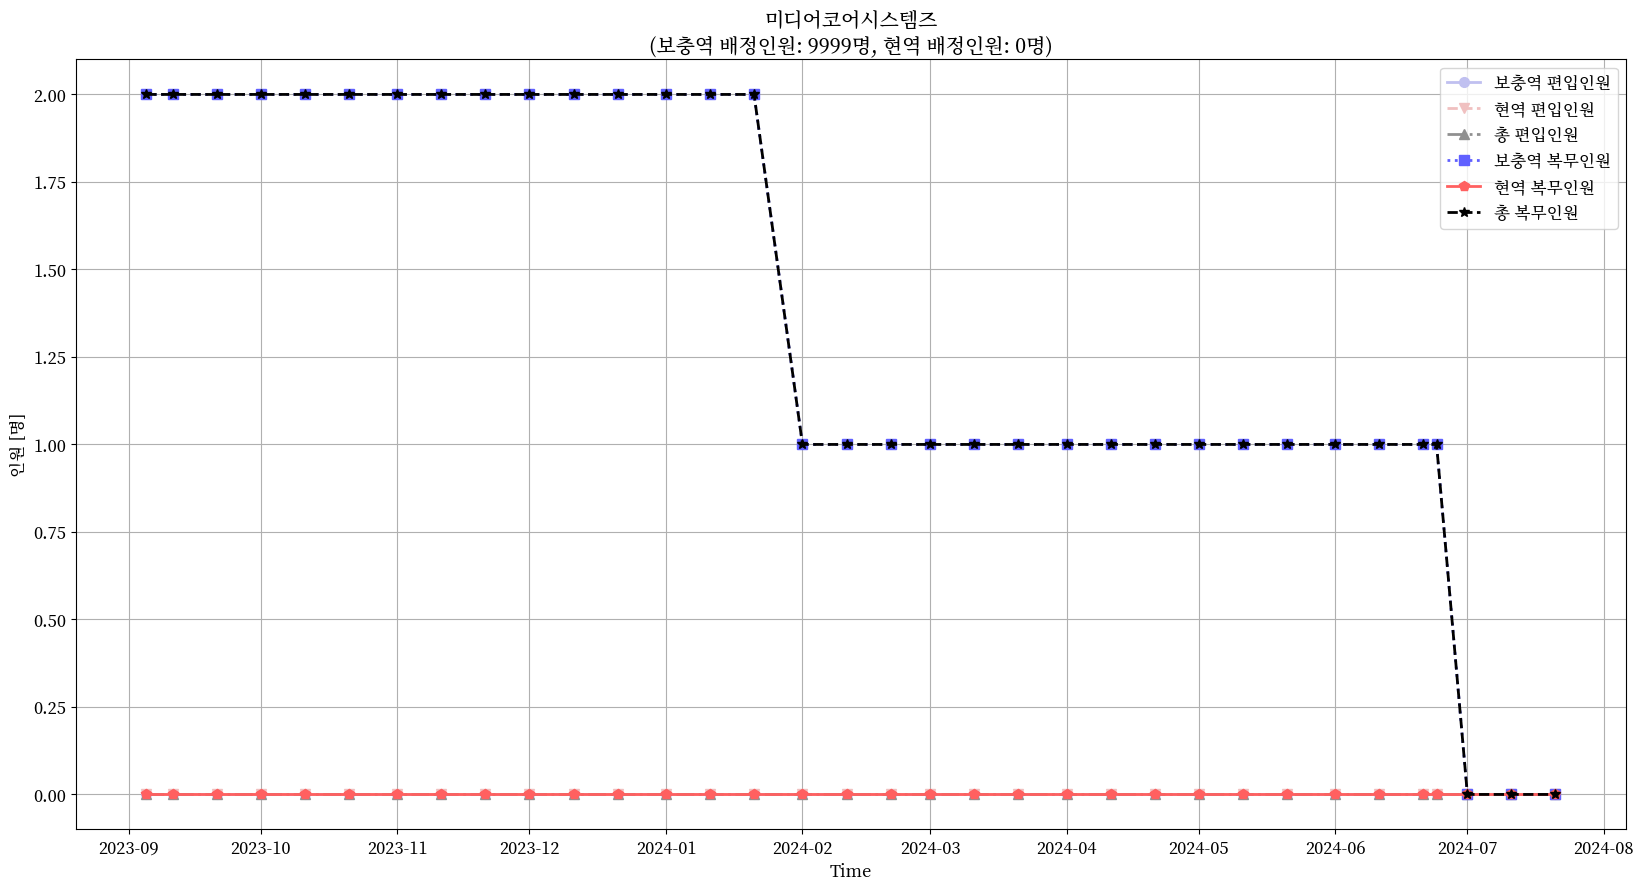 미디어코어시스템즈
(보충역 배정인원: 9999명, 현역 배정인원: 0명)
보충역 편입인원
현역 편입인원
총 편입인원
보충역 복무인원
현역 복무인원
총 복무인원
인원 [명]
2.00
1.75
1.50
1.25
1.00
0.75
0.50
0.25
0.00
2023-09 2023-10 2023-11 2023-12 2024-01 2024-02 2024-03 2024-04 2024-05 2024-06 2024-07 2024-08
Time